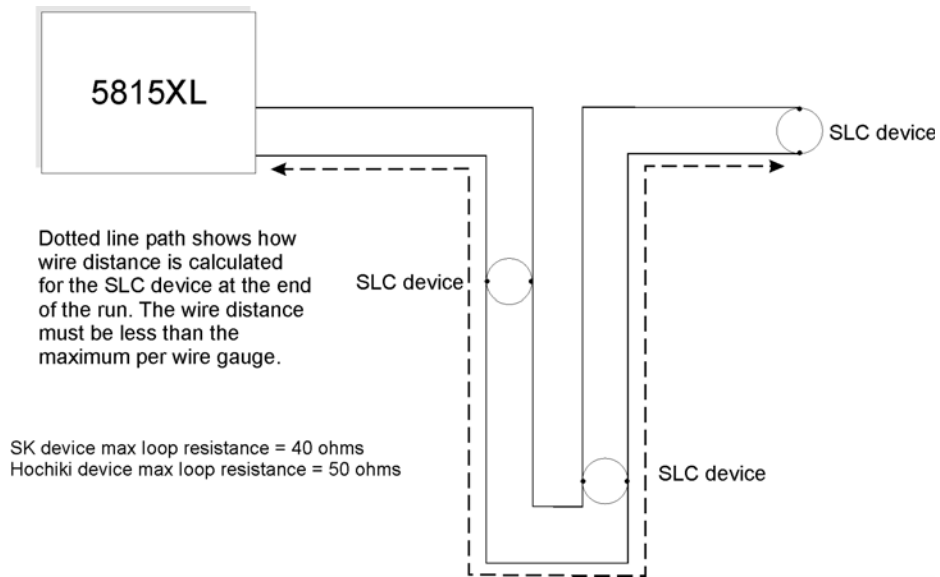 5815XL
SLC device
Dotted line path shows how
wire distance is calculated
for the SLC device at the end
of the run. The wire distance
must be less than the
maximum per wire gauge.
SLC device
SK device max loop resistance = 40 ohms
Hochiki device max loop resistance = 50 ohms
SLC device